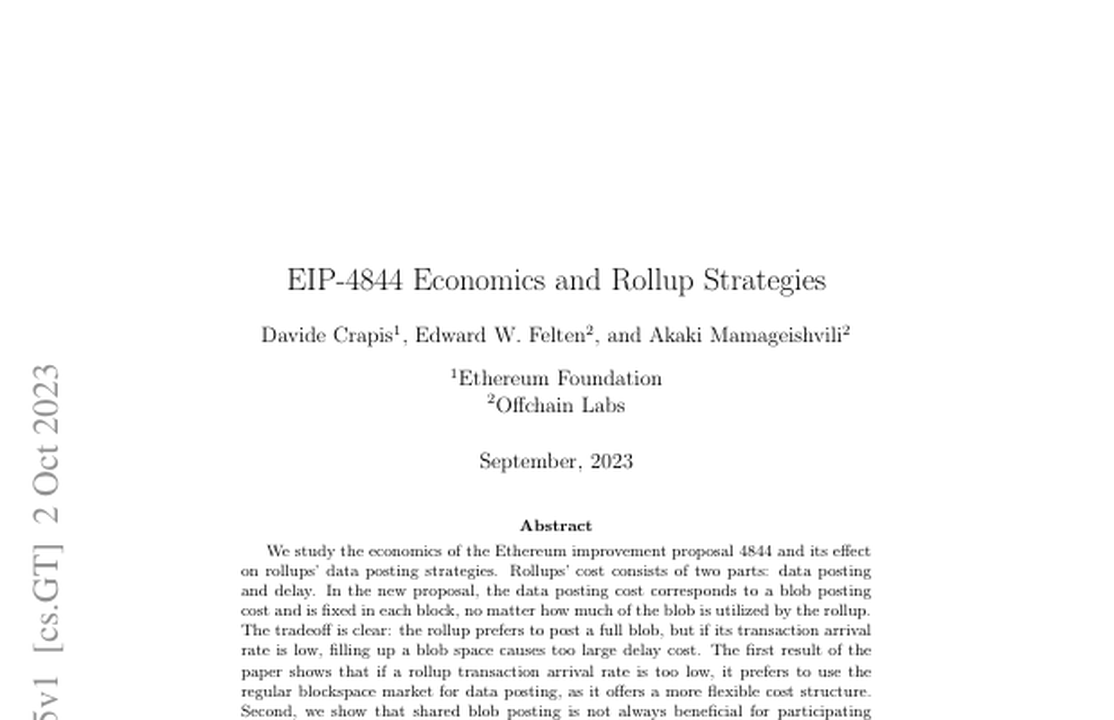 EIP-4844 Economics and Rollup Strategies
Davide Crapis¹, Edward W. Felten², and Akaki Mamageishvili²
¹Ethereum Foundation
²Offchain Labs
September, 2023
Abstract
We study the economics of the Ethereum improvement proposal 4844 and its effect
on rollups' data posting strategies. Rollups' cost consists of two parts: data posting
and delay. In the new proposal, the data posting cost corresponds to a blob posting
cost and is fixed in each block, no matter how much of the blob is utilized by the rollup.
The tradeoff is clear: the rollup prefers to post a full blob, but if its transaction arrival
rate is low, filling up a blob space causes too large delay cost. The first result of the
paper shows that if a rollup transaction arrival rate is too low, it prefers to use the
regular blockspace market for data posting, as it offers a more flexible cost structure.
Second, we show that shared blob posting is not always beneficial for participating
5v1 [cs.GT] 2 Oct 2023